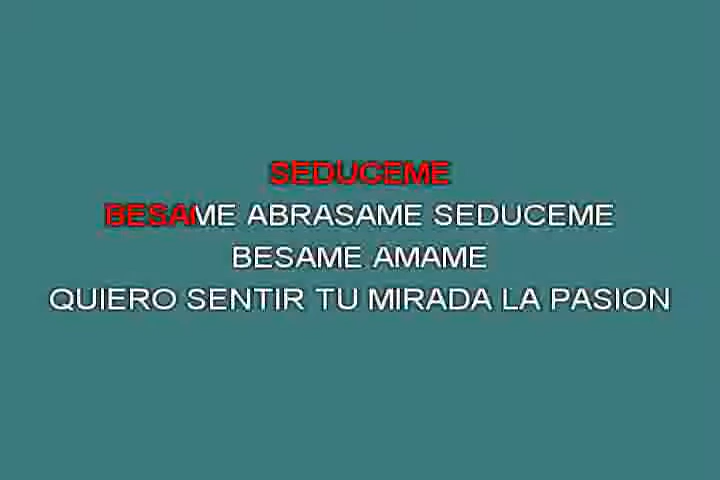 SEDUCEME
BESAME ABRASAME SEDUCEME
BESAME AMAME
QUIERO SENTIR TU MIRADA LA PASION